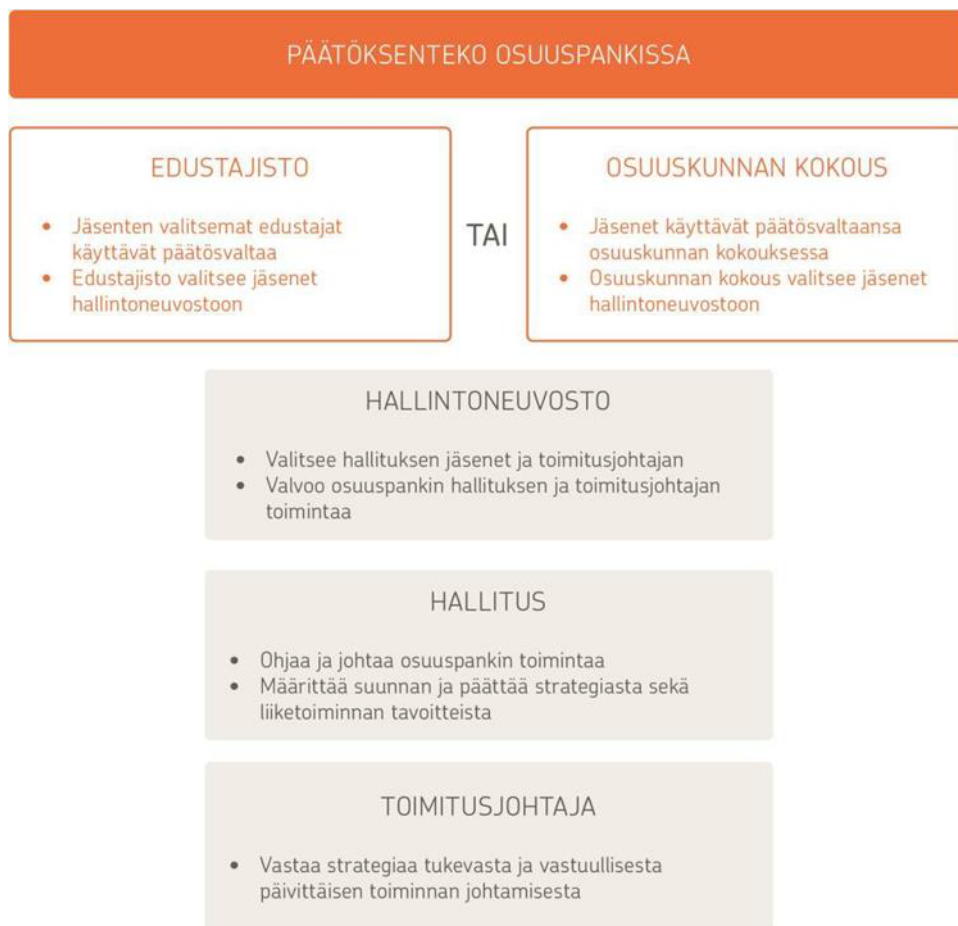 PÄÄTÖKSENTEKO OSUUSPANKISSA
EDUSTAJISTO
• Jäsenten valitsemat edustajat
käyttävät päätösvaltaa
• Edustajisto valitsee jäsenet
hallintoneuvostoon
TAI
OSUUSKUNNAN KOKOUS
• Jäsenet käyttävät päätösvaltaansa
osuuskunnan kokouksessa
• Osuuskunnan kokous valitsee jäsenet
hallintoneuvostoon
HALLINTONEUVOSTO
• Valitsee hallituksen jäsenet ja toimitusjohtajan
• Valvoo osuuspankin hallituksen ja toimitusjohtajan
toimintaa
HALLITUS
• Ohjaa ja johtaa osuuspankin toimintaa
• Määrittää suunnan ja päättää strategiasta sekä
liiketoiminnan tavoitteista
TOIMITUSJOHTAJA
• Vastaa strategiaa tukevasta ja vastuullisesta
päivittäisen toiminnan johtamisesta